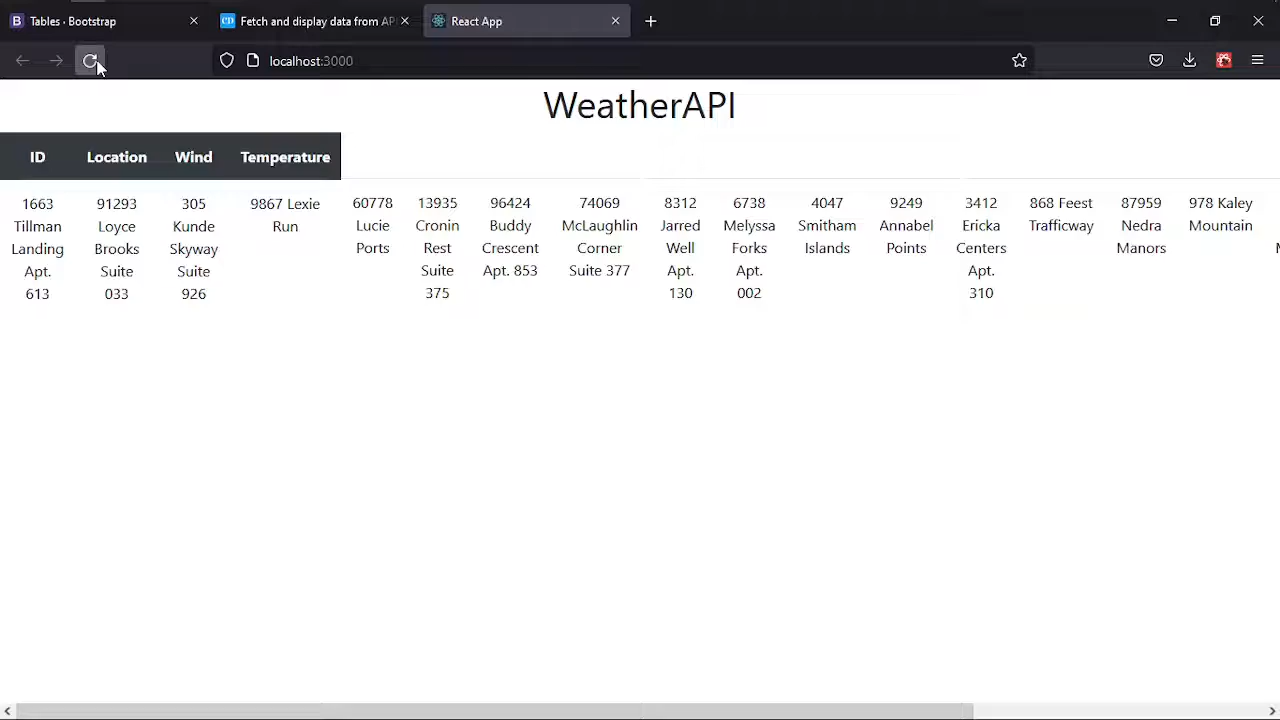 Tables · Bootstrap
Fetch and display data from AP
React App
localhost:3000
WeatherAPI
ID Location Wind Temperature
1663 Tillman Landing Apt. 613
91293 Loyce Brooks Suite 033
305 Kunde Skyway Suite 926
9867 Lexie Run
60778 Lucie Ports
13935 Cronin Rest Suite 375
96424 Buddy Crescent Apt. 853
74069 McLaughlin Corner Suite 377
8312 Jarred Well Apt. 130
6738 Melyssa Forks Apt. 002
4047 Smitham Islands
9249 Annabel Points
3412 Ericka Centers Apt. 310
868 Feest Trafficway
87959 Nedra Manors
978 Kaley Mountain